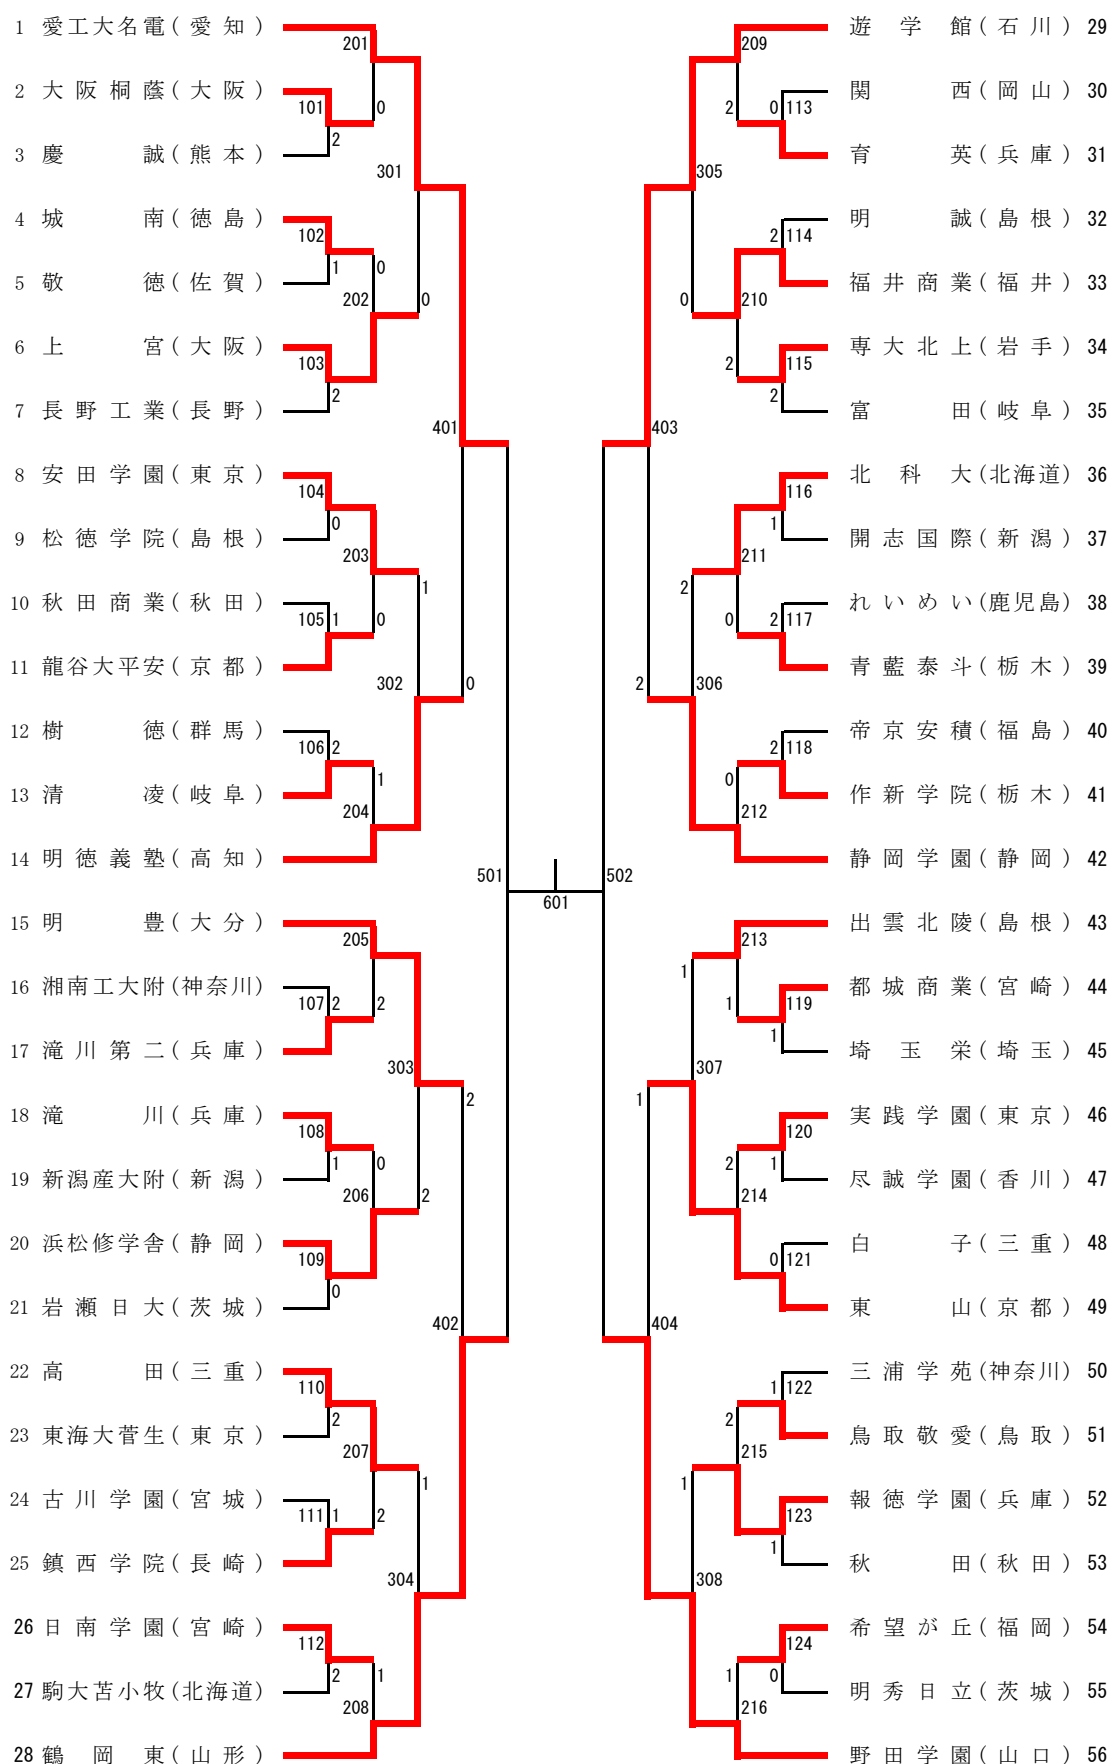 1 愛工大名電(愛知)
201
2 大阪桐蔭(大阪)
101
0
2
3 慶誠(熊本)
301
4 城南(徳島)
102
1
0
5 敬徳(佐賀)
202
0
6 上宮(大阪)
103
2
7 長野工業(長野)
401
8 安田学園(東京)
104
0
9 松徳学院(島根)
203
1
10 秋田商業(秋田)
105
1
0
11 龍谷大平安(京都)
302
0
12 樹徳(群馬)
106
2
1
13 清凌(岐阜)
204
14 明徳義塾(高知)
501
15 明豊(大分)
205
16 湘南工大附(神奈川)
107
2
2
17 滝川第二(兵庫)
303
2
18 滝川(兵庫)
108
1
0
19 新潟産大附(新潟)
206
2
20 浜松修学舎(静岡)
109
0
21 岩瀬日大(茨城)
402
22 高田(三重)
110
2
23 東海大菅生(東京)
207
1
24 古川学園(宮城)
111
1
2
25 鎮西学院(長崎)
304
26 日南学園(宮崎)
112
2
1
27 駒大苫小牧(北海道)
208
28 鶴岡東(山形)
601
遊学館(石川) 29
209
関西(岡山) 30
2
0
113
育英(兵庫) 31
305
明誠(島根) 32
2
114
福井商業(福井) 33
0
210
専大北上(岩手) 34
2
115
2
富田(岐阜) 35
403
北科大(北海道) 36
116
1
開志国際(新潟) 37
211
2
れいめい(鹿児島) 38
0
2
117
青藍泰斗(栃木) 39
2
306
帝京安積(福島) 40
2
118
0
作新学院(栃木) 41
212
静岡学園(静岡) 42
502
出雲北陵(島根) 43
213
1
都城商業(宮崎) 44
1
119
1
埼玉栄(埼玉) 45
307
1
実践学園(東京) 46
120
2
1
尽誠学園(香川) 47
214
白子(三重) 48
0
121
東山(京都) 49
404
三浦学苑(神奈川) 50
1
122
2
鳥取敬愛(鳥取) 51
215
1
報徳学園(兵庫) 52
123
1
秋田(秋田) 53
308
希望が丘(福岡) 54
124
1
0
明秀日立(茨城) 55
216
野田学園(山口) 56